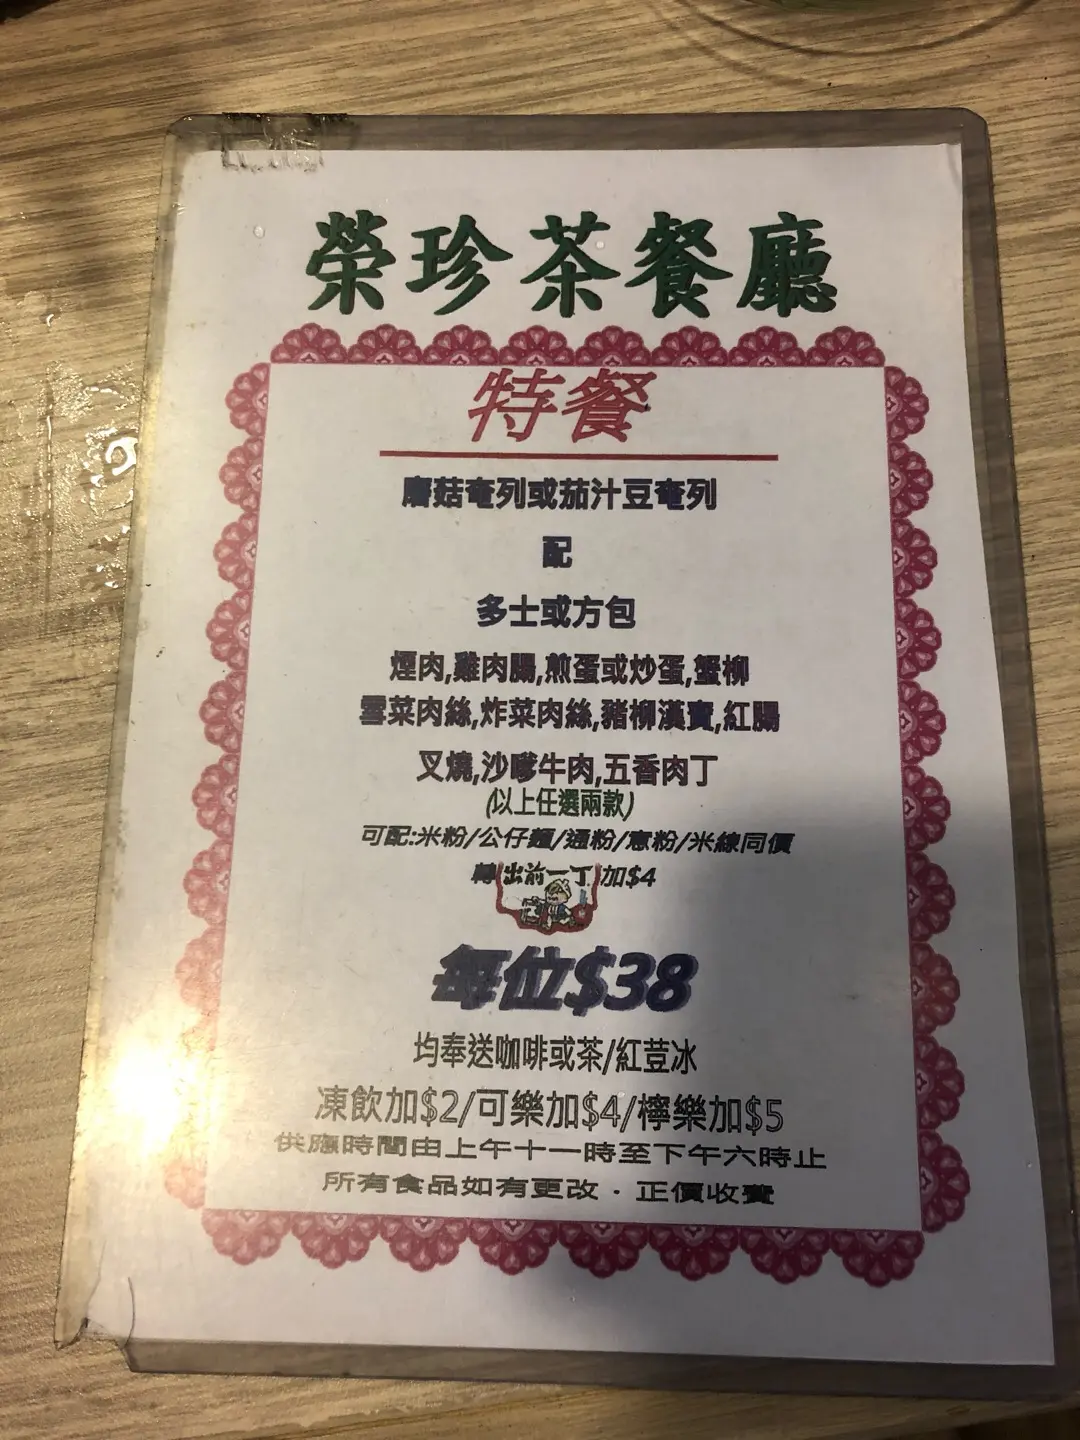 榮珍茶餐廳
特餐
磨菇奄列或茄汁豆奄列
配
多士或方包
煙肉,雞肉腸,煎蛋或炒蛋,蟹柳
雪菜肉絲,炸菜肉絲,豬柳漢寶,紅腸
叉燒,沙嗲牛肉,五香肉丁
(以上任選兩款)
可配:米粉/公仔麵/通粉/意粉/米線同價
轉出前一丁加$4
每位$38
均奉送咖啡或茶/紅荳冰
凍飲加$2/可樂加$4/檸樂加$5
供應時間由上午十一時至下午六時止
所有食品如有更改．正價收費